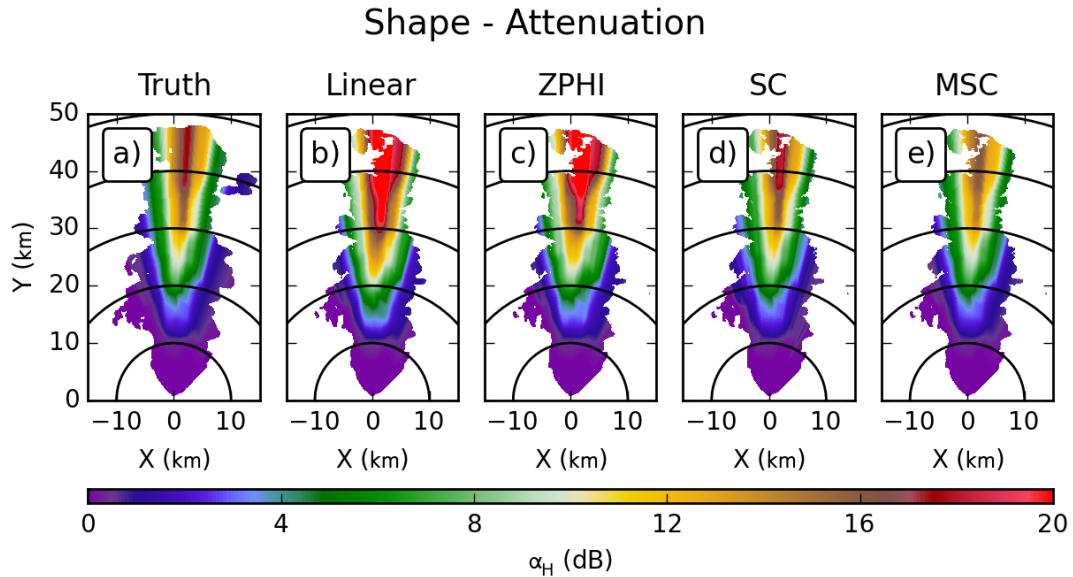 Shape - Attenuation
Truth Linear ZPHI SC MSC
a) b) c) d) e)
50
40
30
20
10
0
Y (km)
−10 0 10 −10 0 10 −10 0 10 −10 0 10 −10 0 10
X (km) X (km) X (km) X (km) X (km)
0 4 8 12 16 20
α_H (dB)